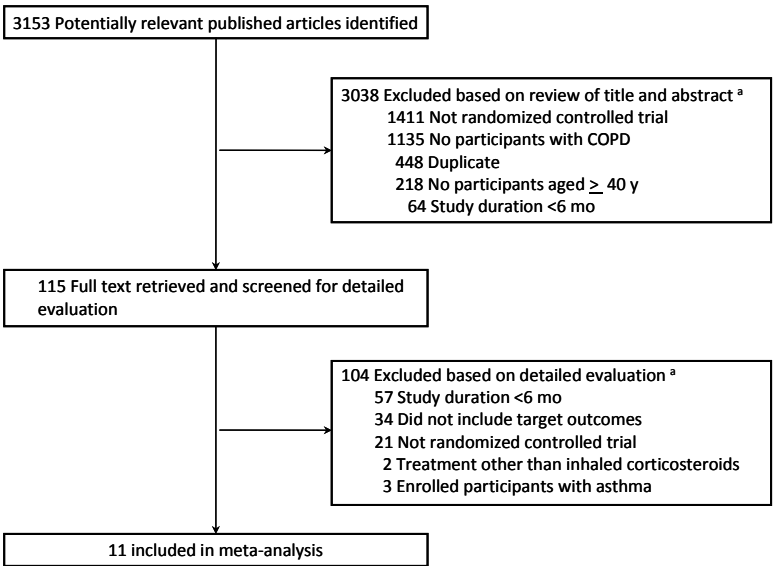 3153 Potentially relevant published articles identified
3038 Excluded based on review of title and abstract a
1411 Not randomized controlled trial
1135 No participants with COPD
448 Duplicate
218 No participants aged > 40 y
64 Study duration <6 mo
115 Full text retrieved and screened for detailed
evaluation
104 Excluded based on detailed evaluation a
57 Study duration <6 mo
34 Did not include target outcomes
21 Not randomized controlled trial
2 Treatment other than inhaled corticosteroids
3 Enrolled participants with asthma
11 included in meta-analysis